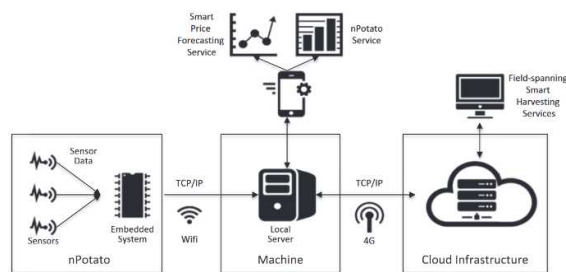 Smart
Price
Forecasting
Service
nPotato
Service
Field-spanning
Smart
Harvesting
Services
Sensor
Data
Sensors
Embedded
System
nPotato
TCP/IP
Wifi
Local
Server
Machine
TCP/IP
4G
Cloud Infrastructure